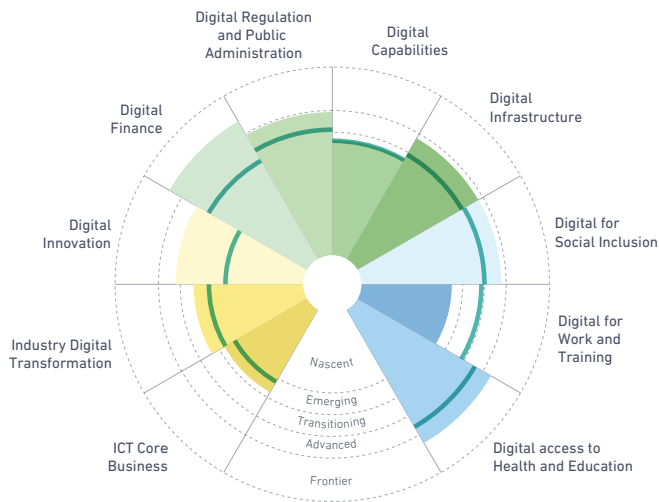 Digital Regulation
and Public
Administration
Digital
Capabilities
Digital
Finance
Digital
Infrastructure
Digital
Innovation
Digital for
Social Inclusion
Industry Digital
Transformation
Digital for
Work and
Training
ICT Core
Business
Digital access to
Health and Education
Nascent
Emerging
Transitioning
Advanced
Frontier